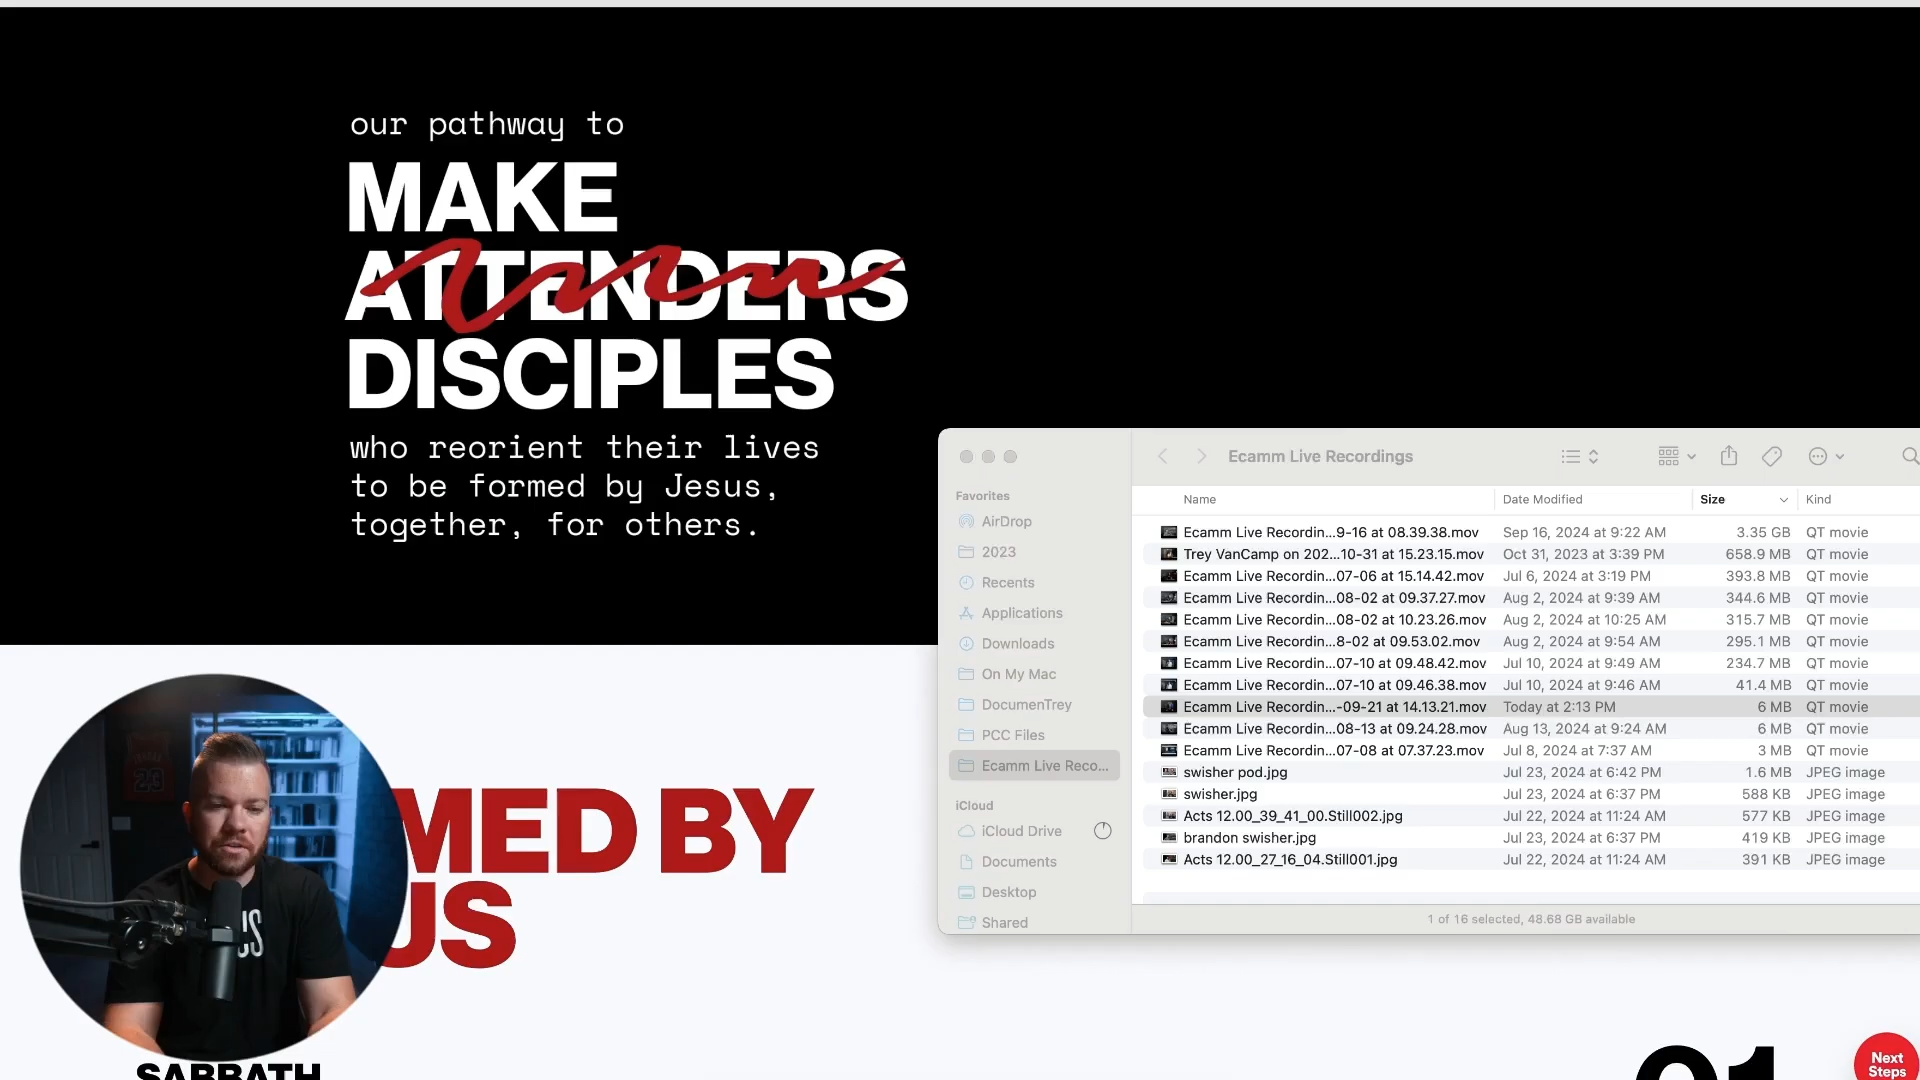 our pathway to
MAKE
ATTENDERS
DISCIPLES
who reorient their lives
to be formed by Jesus,
together, for others.
MED BY
US
SABBATH
01
Next
Steps
23
Ecamm Live Recordings
Favorites
AirDrop
2023
Recents
Applications
Downloads
On My Mac
DocumenTrey
PCC Files
Ecamm Live Reco...
iCloud
iCloud Drive
Documents
Desktop
Shared
Name Date Modified Size Kind
Ecamm Live Recordin...9-16 at 08.39.38.mov Sep 16, 2024 at 9:22 AM 3.35 GB QT movie
Trey VanCamp on 202...10-31 at 15.23.15.mov Oct 31, 2023 at 3:39 PM 658.9 MB QT movie
Ecamm Live Recordin...07-06 at 15.14.42.mov Jul 6, 2024 at 3:19 PM 393.8 MB QT movie
Ecamm Live Recordin...08-02 at 09.37.27.mov Aug 2, 2024 at 9:39 AM 344.6 MB QT movie
Ecamm Live Recordin...08-02 at 10.23.26.mov Aug 2, 2024 at 10:25 AM 315.7 MB QT movie
Ecamm Live Recordin...8-02 at 09.53.02.mov Aug 2, 2024 at 9:54 AM 295.1 MB QT movie
Ecamm Live Recordin...07-10 at 09.48.42.mov Jul 10, 2024 at 9:49 AM 234.7 MB QT movie
Ecamm Live Recordin...07-10 at 09.46.38.mov Jul 10, 2024 at 9:46 AM 41.4 MB QT movie
Ecamm Live Recordin...-09-21 at 14.13.21.mov Today at 2:13 PM 6 MB QT movie
Ecamm Live Recordin...08-13 at 09.24.28.mov Aug 13, 2024 at 9:24 AM 6 MB QT movie
Ecamm Live Recordin...07-08 at 07.37.23.mov Jul 8, 2024 at 7:37 AM 3 MB QT movie
swisher pod.jpg Jul 23, 2024 at 6:42 PM 1.6 MB JPEG image
swisher.jpg Jul 23, 2024 at 6:37 PM 588 KB JPEG image
Acts 12.00_39_41_00.Still002.jpg Jul 22, 2024 at 11:24 AM 577 KB JPEG image
brandon swisher.jpg Jul 23, 2024 at 6:37 PM 419 KB JPEG image
Acts 12.00_27_16_04.Still001.jpg Jul 22, 2024 at 11:24 AM 391 KB JPEG image
1 of 16 selected, 48.68 GB available